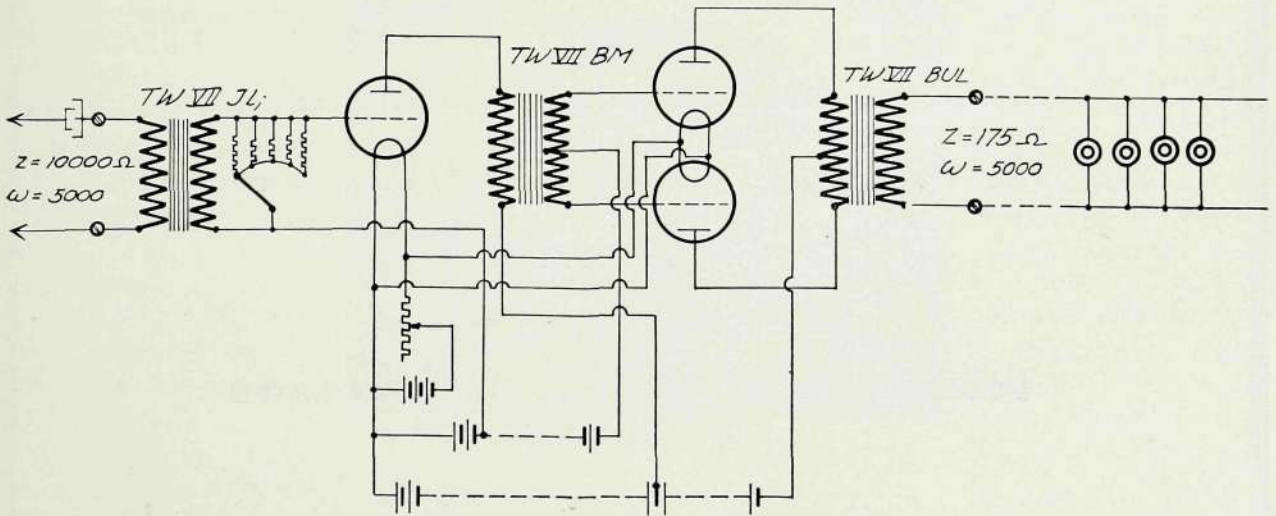 TW VII JL;
Z = 10000 Ω
ω = 5000
TW VII BM
TW VII BUL
Z = 175 Ω
ω = 5000